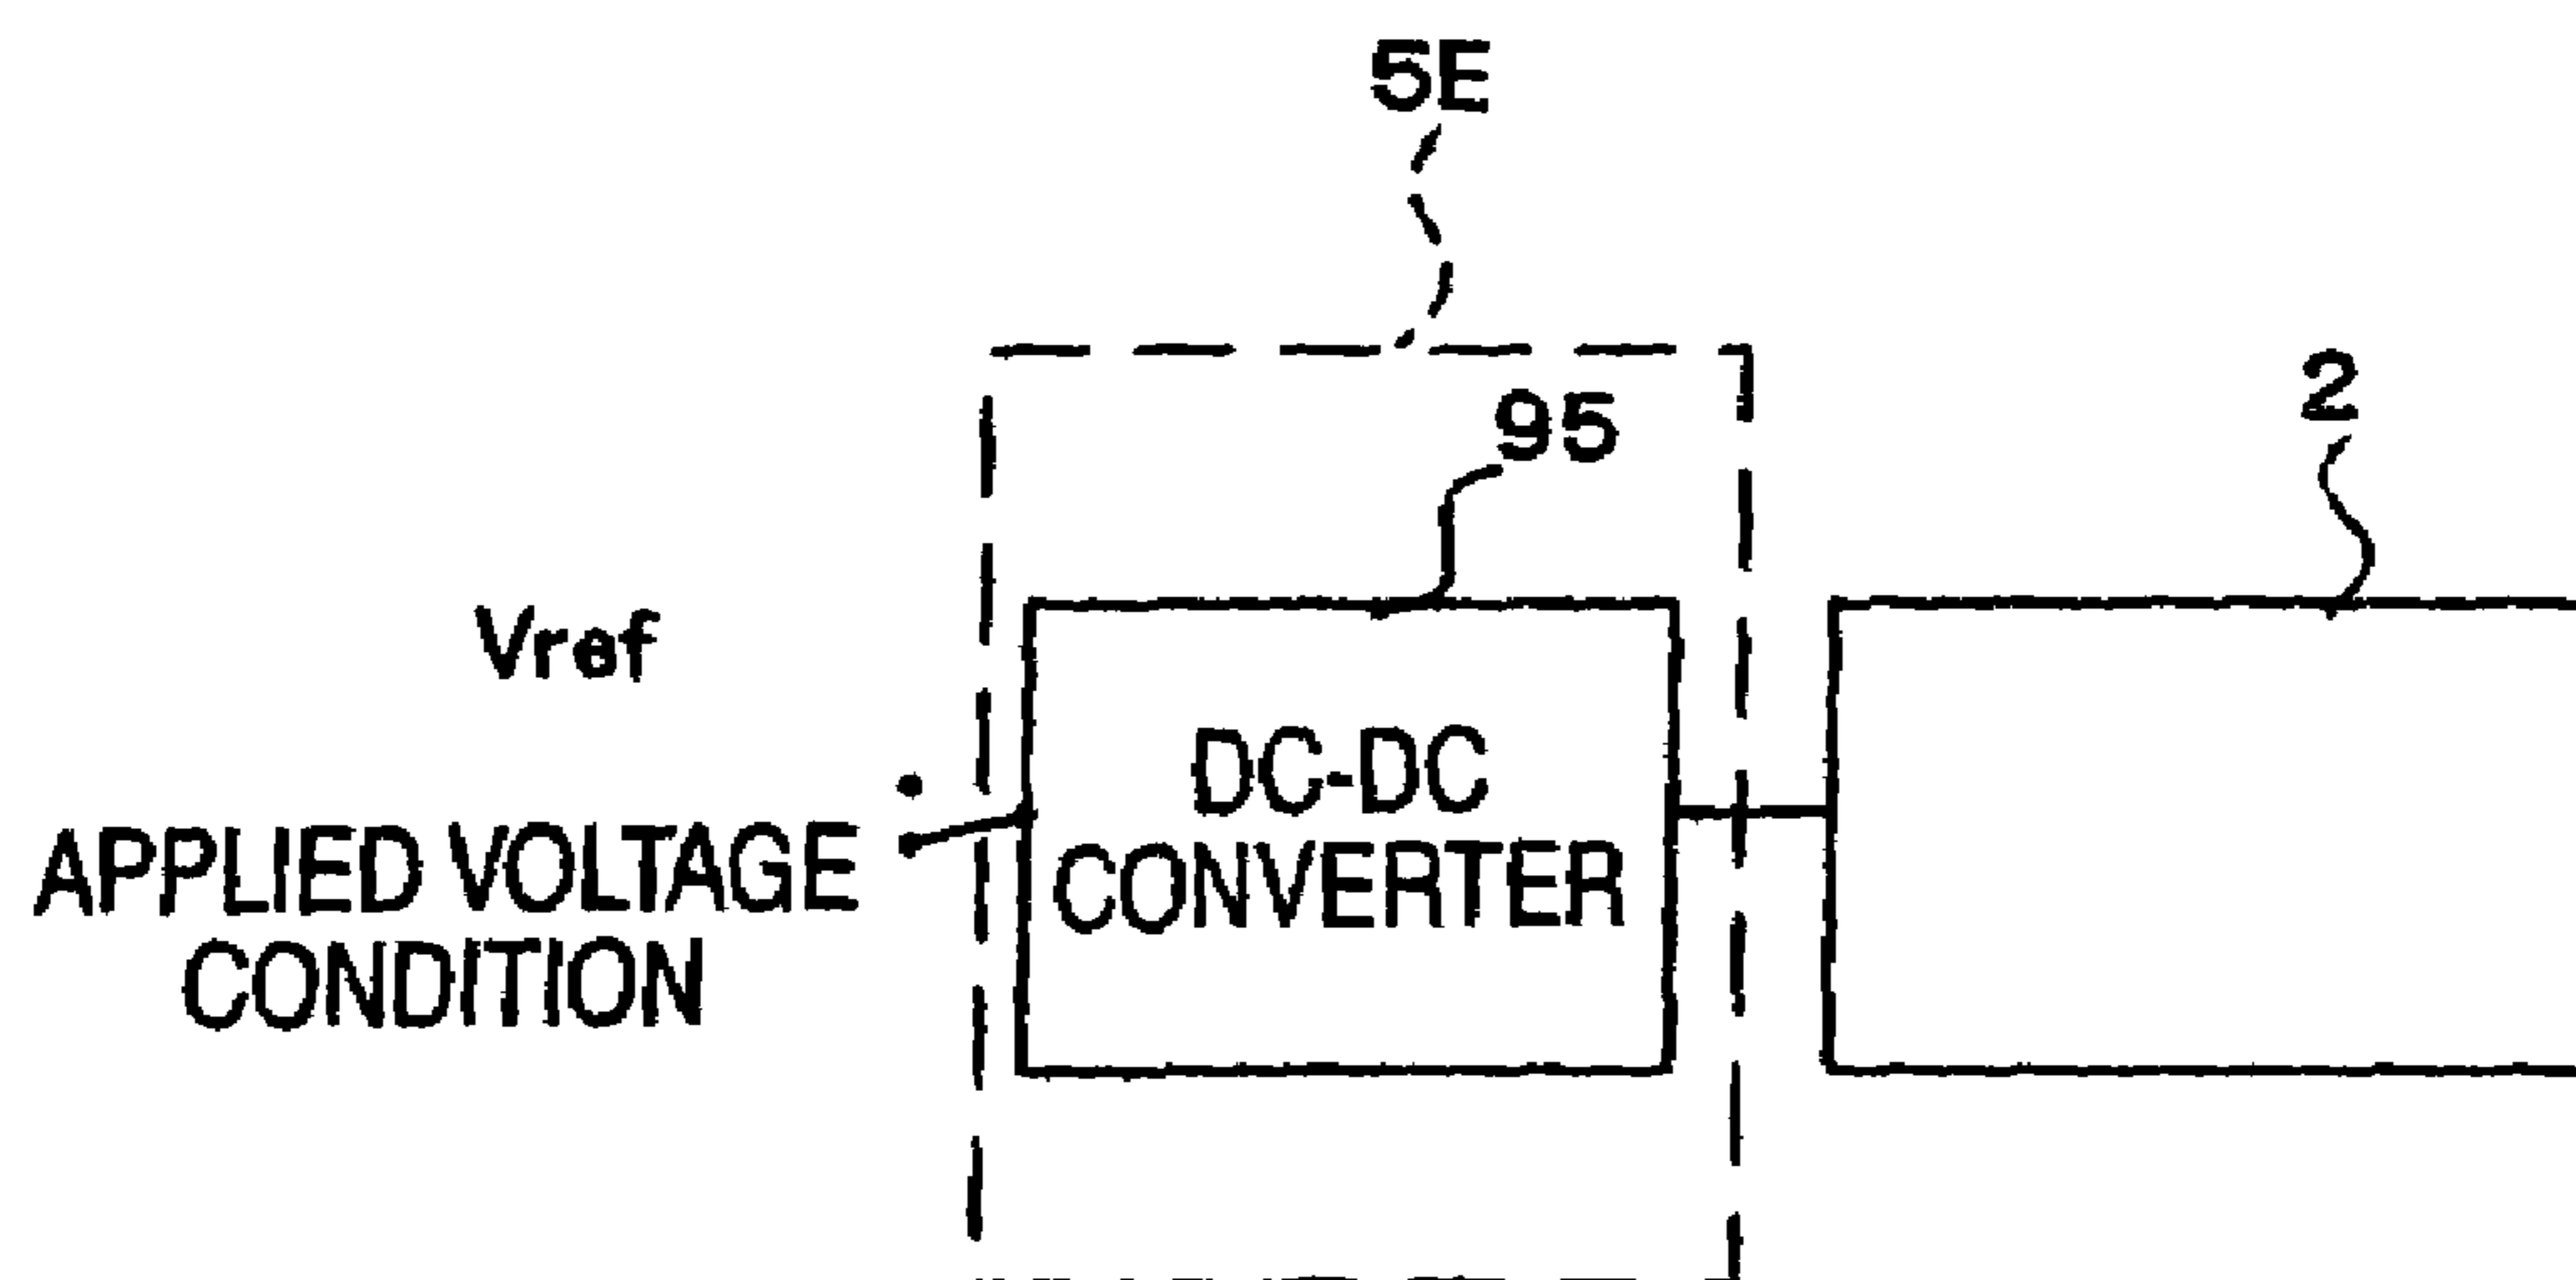 5E
95
2
Vref
DC-DC
CONVERTER
APPLIED VOLTAGE
CONDITION